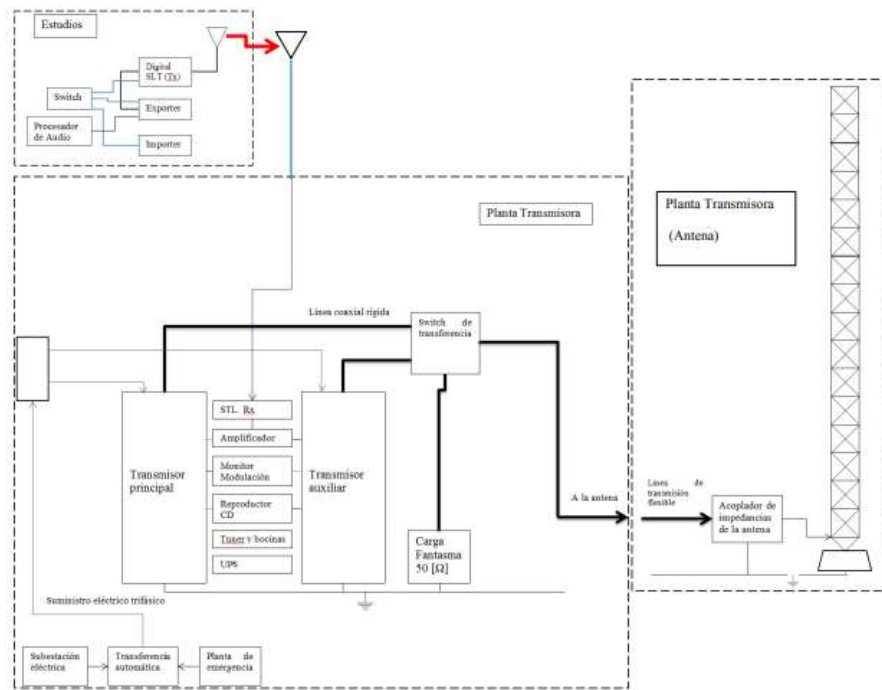 Estudios
Digital
SLT (Tx)
Switch
Exporter
Procesador
de Audio
Importer
Planta Transmisora
Planta Transmisora
(Antena)
Línea coaxial rígida
Switch de
transferencia
STL Rx
Amplificador
Monitor
Modulación
Reproductor
CD
Tuner y bocinas
UPS
Transmisor
principal
Transmisor
auxiliar
A la antena
Línea de
transmisión
flexible
Acoplador de
impedancias
de la antena
Carga
Fantasma
50 [Ω]
Suministro eléctrico trifásico
Subestación
eléctrica
Transferencia
automática
Planta de
emergencia